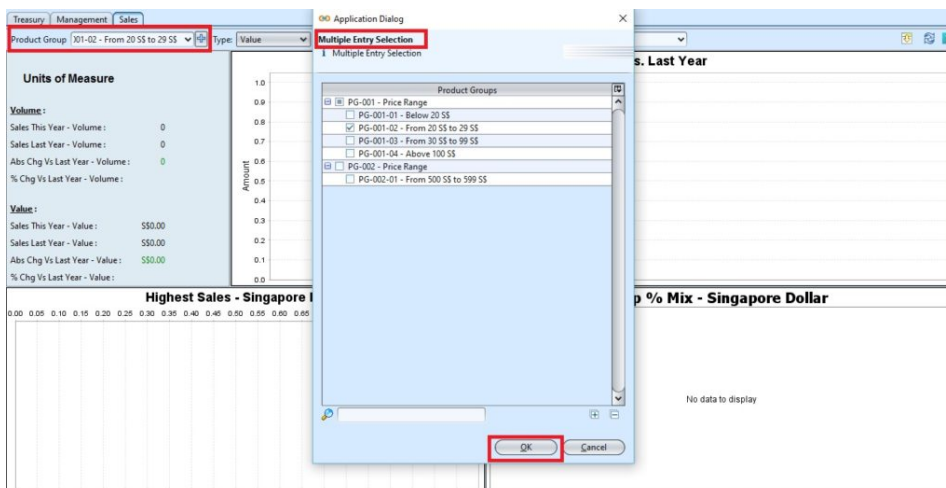 Treasury Management Sales
Product Group 001-02 - From 20 S$ to 29 S$ Type: Value
Units of Measure
Volume :
Sales This Year - Volume : 0
Sales Last Year - Volume : 0
Abs Chg Vs Last Year - Volume : 0
% Chg Vs Last Year - Volume :
Value :
Sales This Year - Value : S$0.00
Sales Last Year - Value : S$0.00
Abs Chg Vs Last Year - Value : S$0.00
% Chg Vs Last Year - Value :
s. Last Year
1.0
0.9
0.8
0.7
0.6
0.5
0.4
0.3
0.2
0.1
0.0
Amount
Application Dialog
Multiple Entry Selection
Multiple Entry Selection
Product Groups
PG-001 - Price Range
PG-001-01 - Below 20 S$
PG-001-02 - From 20 S$ to 29 S$
PG-001-03 - From 30 S$ to 99 S$
PG-001-04 - Above 100 S$
PG-002 - Price Range
PG-002-01 - From 500 S$ to 599 S$
OK Cancel
Highest Sales - Singapore
0.00 0.05 0.10 0.15 0.20 0.25 0.30 0.35 0.40 0.45 0.50 0.55 0.60 0.65
p % Mix - Singapore Dollar
No data to display